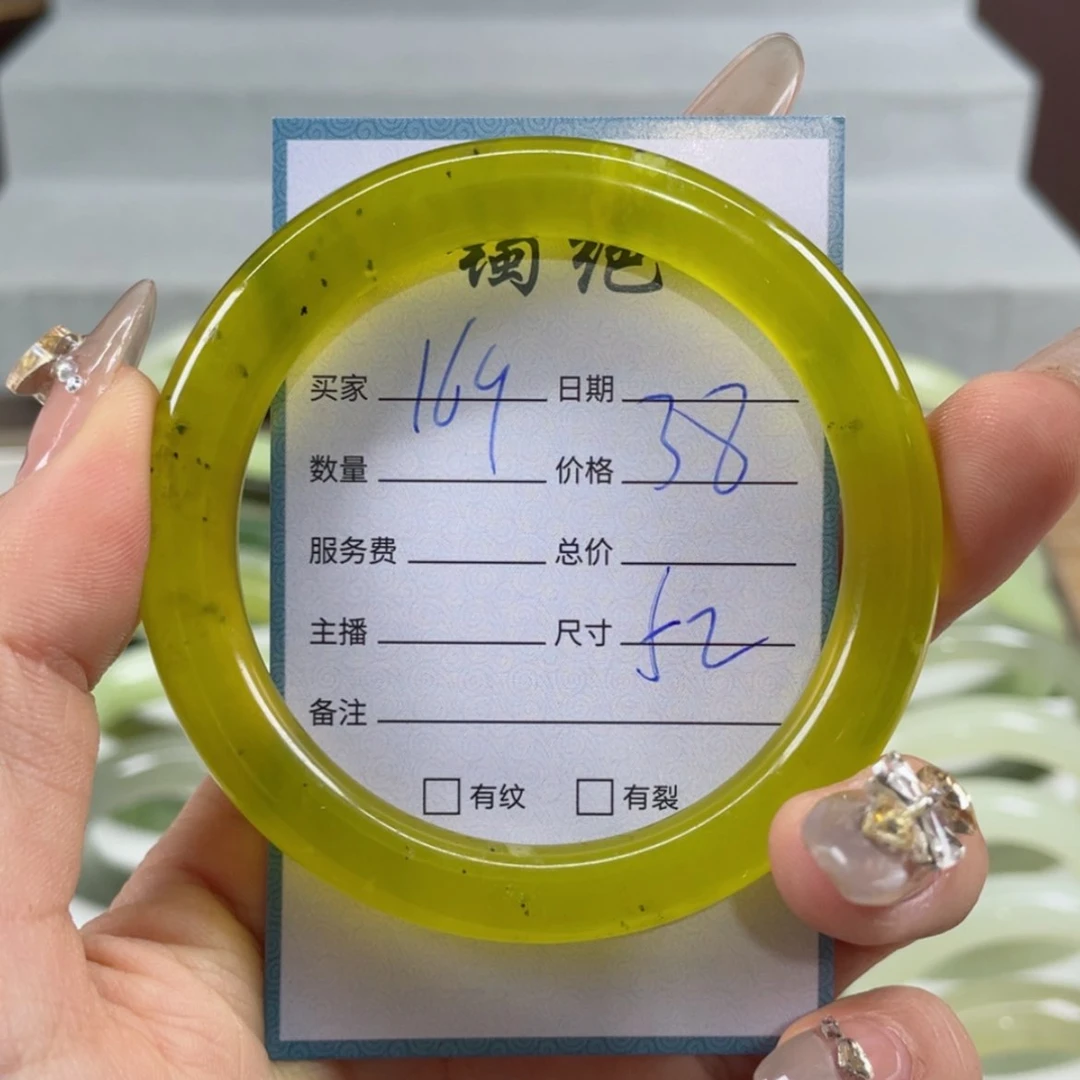 买家 169 日期 38
数量 价格
服务费 总价
主播 尺寸 52
备注
□ 有纹 □ 有裂